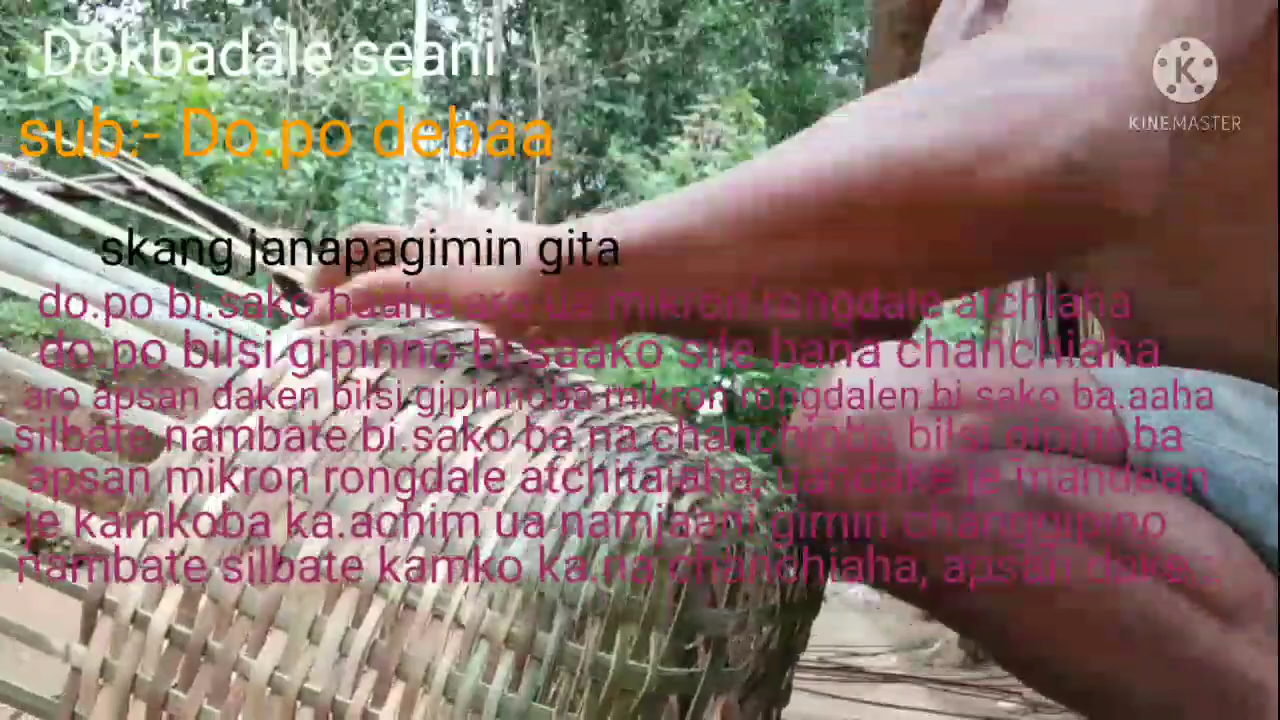 Dokbadale seani
KINEMASTER
sub:- Do.po debaa
skang janapagimin gita
do.po bi.sako baaha aro ua mikron rongdale atchiaha
do.po bilsi gipinno bi.saako sile bana chanchiaha
aro apsan daken bilsi gipinnoba mikron rongdalen bi.sako ba.aaha
silbate nambate bi.sako ba.na chanchioba bilsi gipinoba
apsan mikron rongdale atchitaiaha, uandake je mandean
je kamkoba ka.achim ua namjaani gimin changgipino
nambate silbate kamko ka.na chanchiaha, apsan